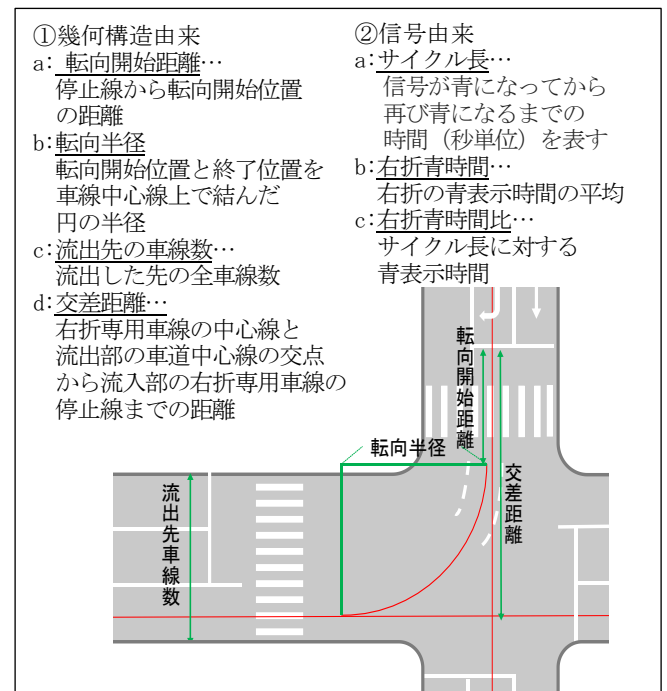 ①幾何構造由来
a: 転向開始距離…
停止線から転向開始位置
の距離
b:転向半径
転向開始位置と終了位置を
車線中心線上で結んだ
円の半径
c:流出先の車線数…
流出した先の全車線数
d:交差距離…
右折専用車線の中心線と
流出部の車道中心線の交点
から流入部の右折専用車線の
停止線までの距離
②信号由来
a:サイクル長…
信号が青になってから
再び青になるまでの
時間（秒単位）を表す
b:右折青時間…
右折の青表示時間の平均
c:右折青時間比…
サイクル長に対する
青表示時間
転向開始距離
転向半径
交差距離
流出先車線数